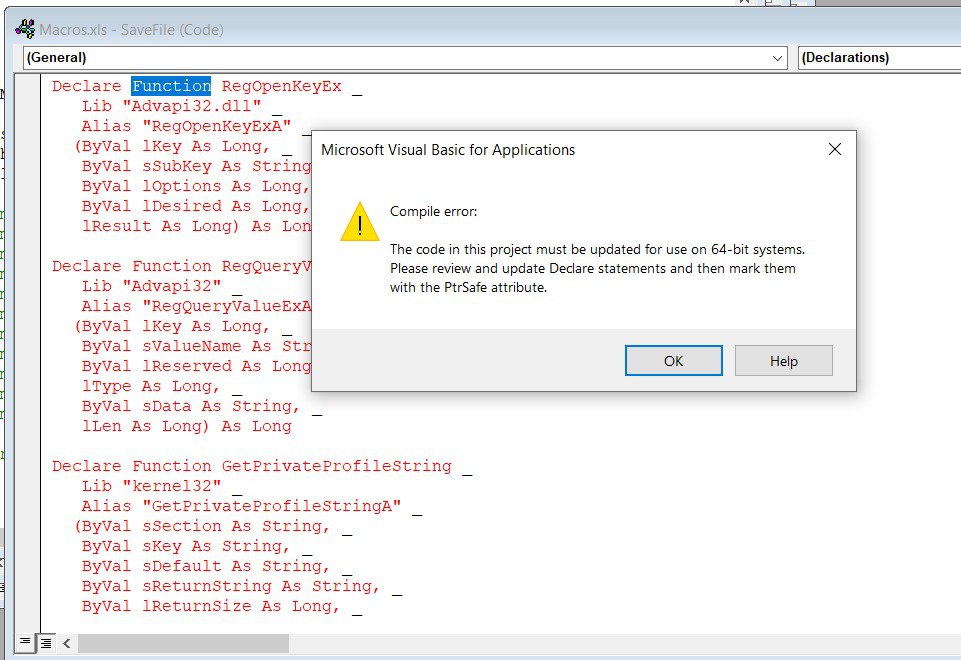 Macros.xls - SaveFile (Code)
(General)
(Declarations)
Declare Function RegOpenKeyEx _
Lib "Advapi32.dll" _
Alias "RegOpenKeyExA" _
(ByVal lKey As Long, _
ByVal sSubKey As String
ByVal lOptions As Long,
ByVal lDesired As Long,
lResult As Long) As Lon
Declare Function RegQueryV
Lib "Advapi32" _
Alias "RegQueryValueExA
(ByVal lKey As Long, _
ByVal sValueName As Str
ByVal lReserved As Long
lType As Long, _
ByVal sData As String, _
lLen As Long) As Long
Declare Function GetPrivateProfileString _
Lib "kernel32" _
Alias "GetPrivateProfileStringA" _
(ByVal sSection As String, _
ByVal sKey As String, _
ByVal sDefault As String, _
ByVal sReturnString As String, _
ByVal lReturnSize As Long, _
Microsoft Visual Basic for Applications
Compile error:
The code in this project must be updated for use on 64-bit systems.
Please review and update Declare statements and then mark them
with the PtrSafe attribute.
OK
Help